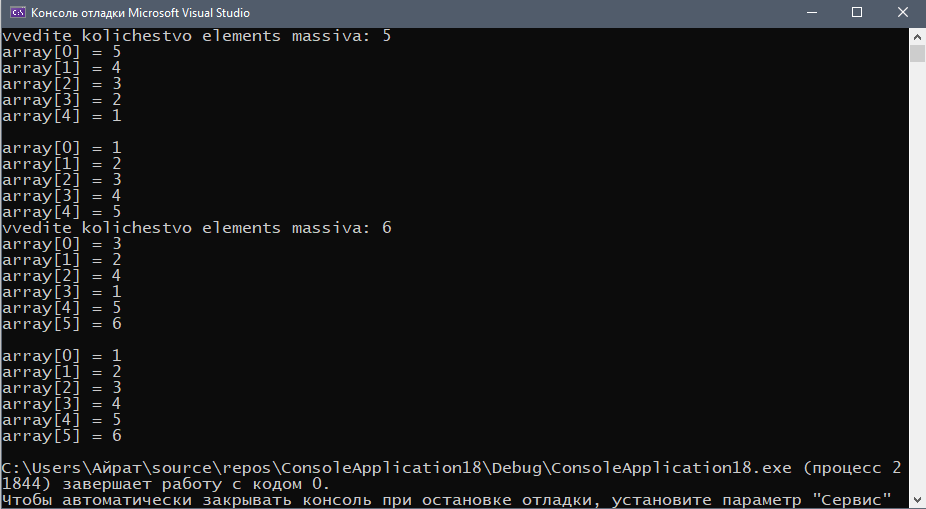 Консоль отладки Microsoft Visual Studio
vvedite kolichestvo elements massiva: 5
array[0] = 5
array[1] = 4
array[2] = 3
array[3] = 2
array[4] = 1
array[0] = 1
array[1] = 2
array[2] = 3
array[3] = 4
array[4] = 5
vvedite kolichestvo elements massiva: 6
array[0] = 3
array[1] = 2
array[2] = 4
array[3] = 1
array[4] = 5
array[5] = 6
array[0] = 1
array[1] = 2
array[2] = 3
array[3] = 4
array[4] = 5
array[5] = 6
C:\Users\Айрат\source\repos\ConsoleApplication18\Debug\ConsoleApplication18.exe (процесс 2
1844) завершает работу с кодом 0.
Чтобы автоматически закрывать консоль при остановке отладки, установите параметр "Сервис"